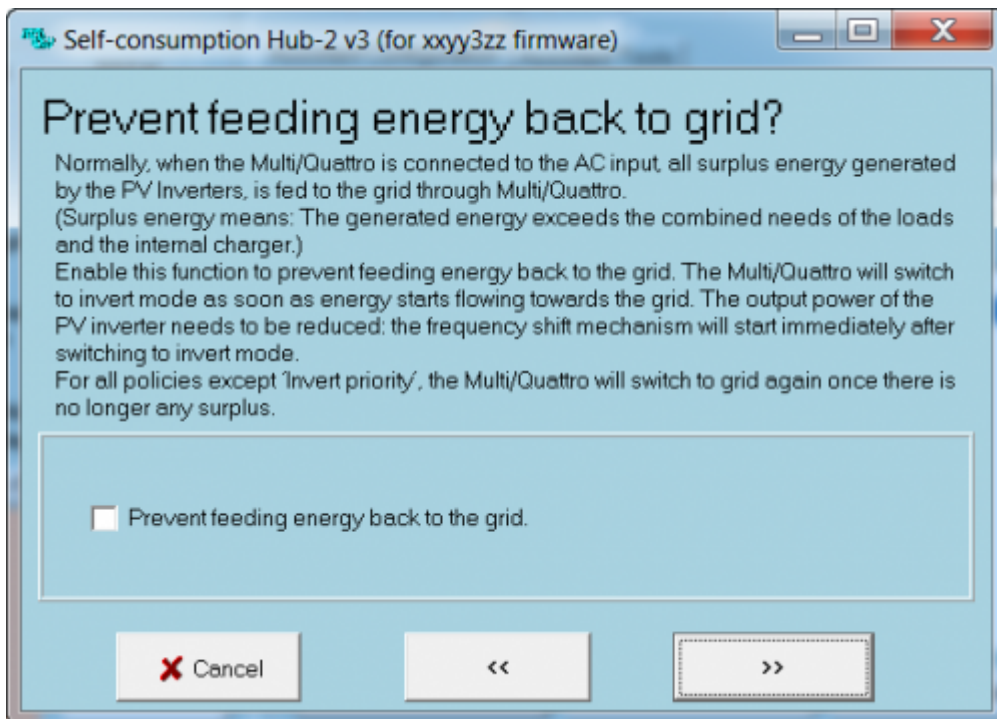 Self-consumption Hub-2 v3 (for xxyy3zz firmware)
Prevent feeding energy back to grid?
Normally, when the Multi/Quattro is connected to the AC input, all surplus energy generated
by the PV Inverters, is fed to the grid through Multi/Quattro.
(Surplus energy means: The generated energy exceeds the combined needs of the loads
and the internal charger.)
Enable this function to prevent feeding energy back to the grid. The Multi/Quattro will switch
to invert mode as soon as energy starts flowing towards the grid. The output power of the
PV inverter needs to be reduced: the frequency shift mechanism will start immediately after
switching to invert mode.
For all policies except 'Invert priority', the Multi/Quattro will switch to grid again once there is
no longer any surplus.
Prevent feeding energy back to the grid.
Cancel
<<
>>